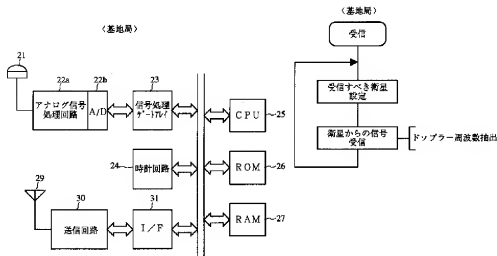 （基地局）
21
22a
22b
23
アナログ信号
処理回路
A/D
信号処理
ゲートアレイ
CPU
25
24
時計回路
ROM
26
29
30
31
送信回路
I/F
RAM
27
（基地局）
受信
受信すべき衛星
設定
衛星からの信号
受信
ドップラー周波数抽出